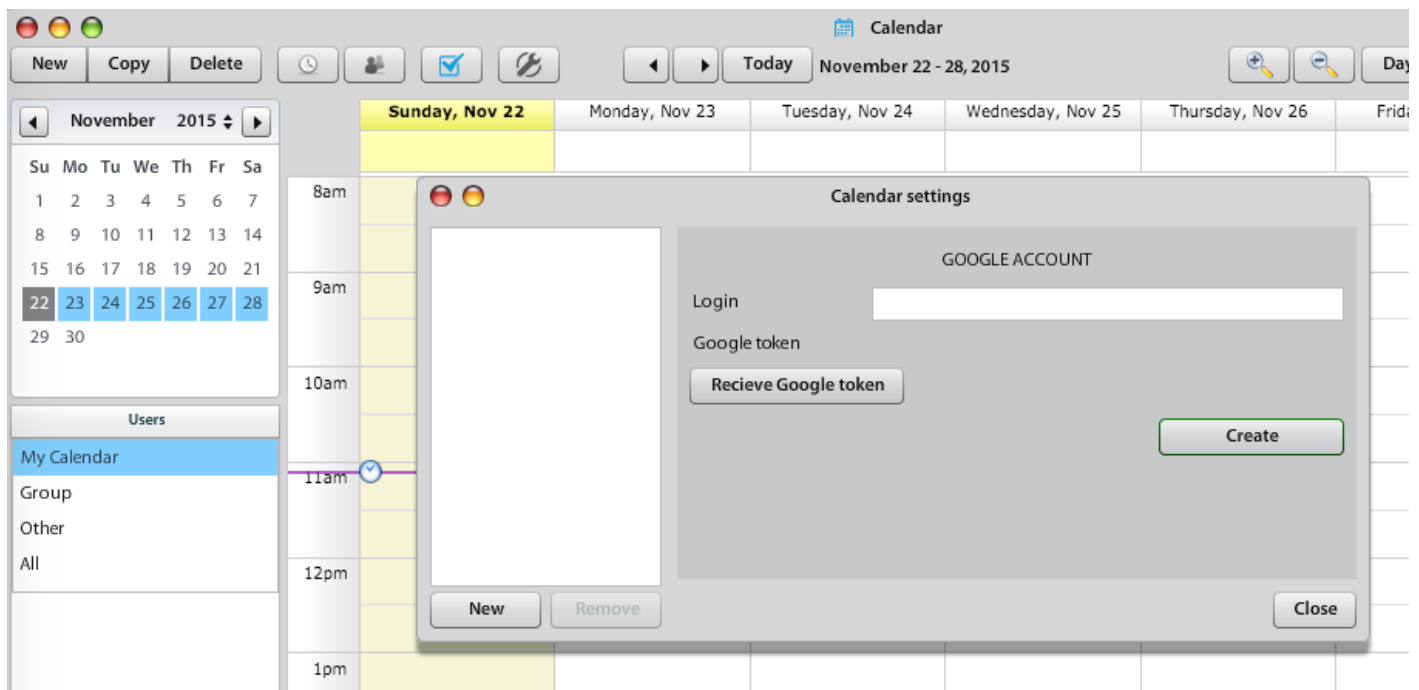 Calendar
New Copy Delete Today November 22 - 28, 2015
November 2015
Su Mo Tu We Th Fr Sa
1 2 3 4 5 6 7
8 9 10 11 12 13 14
15 16 17 18 19 20 21
22 23 24 25 26 27 28
29 30
Users
My Calendar
Group
Other
All
Sunday, Nov 22 Monday, Nov 23 Tuesday, Nov 24 Wednesday, Nov 25 Thursday, Nov 26
8am
9am
10am
11am
12pm
1pm
Calendar settings
GOOGLE ACCOUNT
Login
Google token
Recieve Google token
Create
New Remove Close